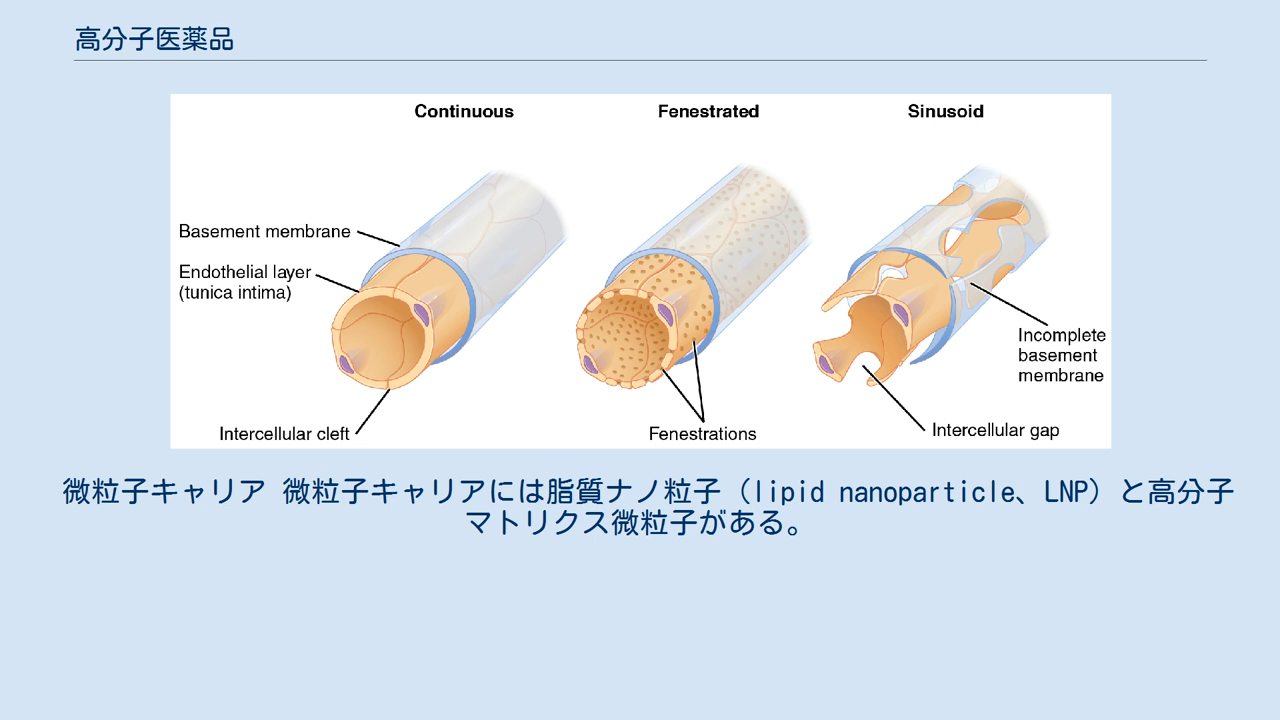 高分子医薬品
Continuous
Fenestrated
Sinusoid
Basement membrane
Endothelial layer
(tunica intima)
Incomplete
basement
membrane
Intercellular cleft
Fenestrations
Intercellular gap
微粒子キャリア 微粒子キャリアには脂質ナノ粒子（lipid nanoparticle、LNP）と高分子
マトリクス微粒子がある。